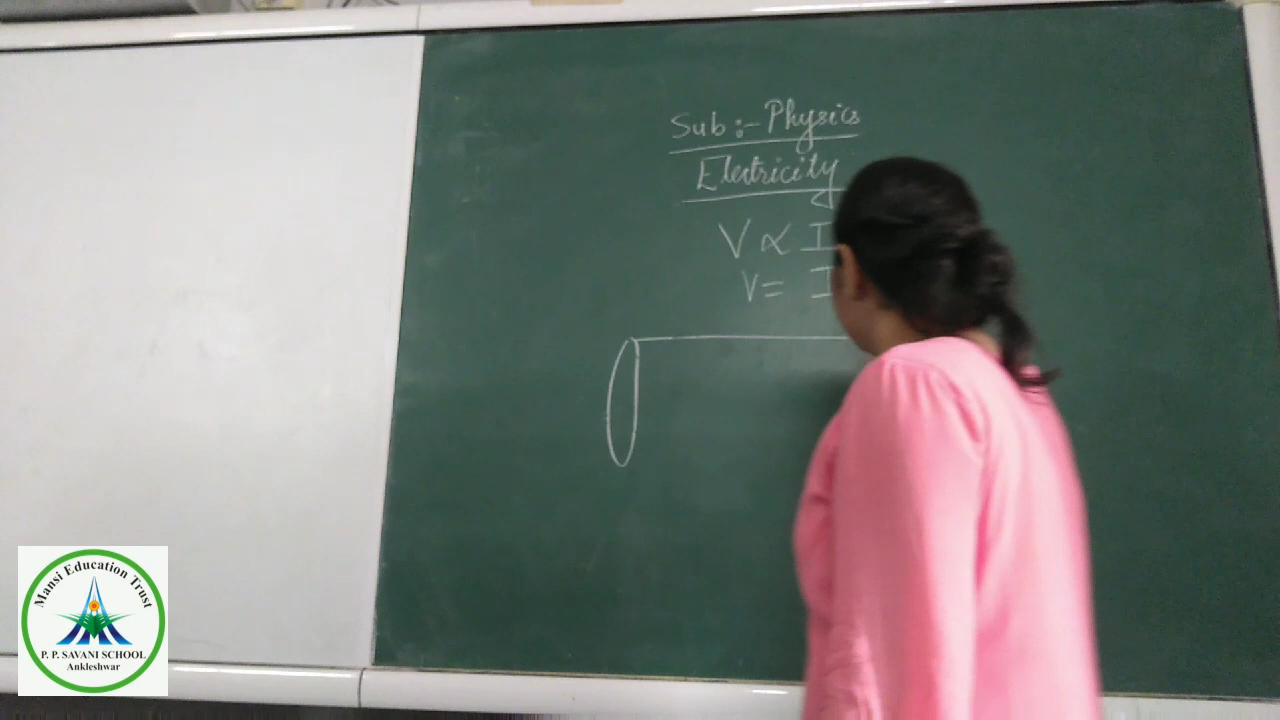 Sub :- Physics
Electricity
V ∝ I
V = I
Mansi Education Trust
P. P. SAVANI SCHOOL
Ankleshwar